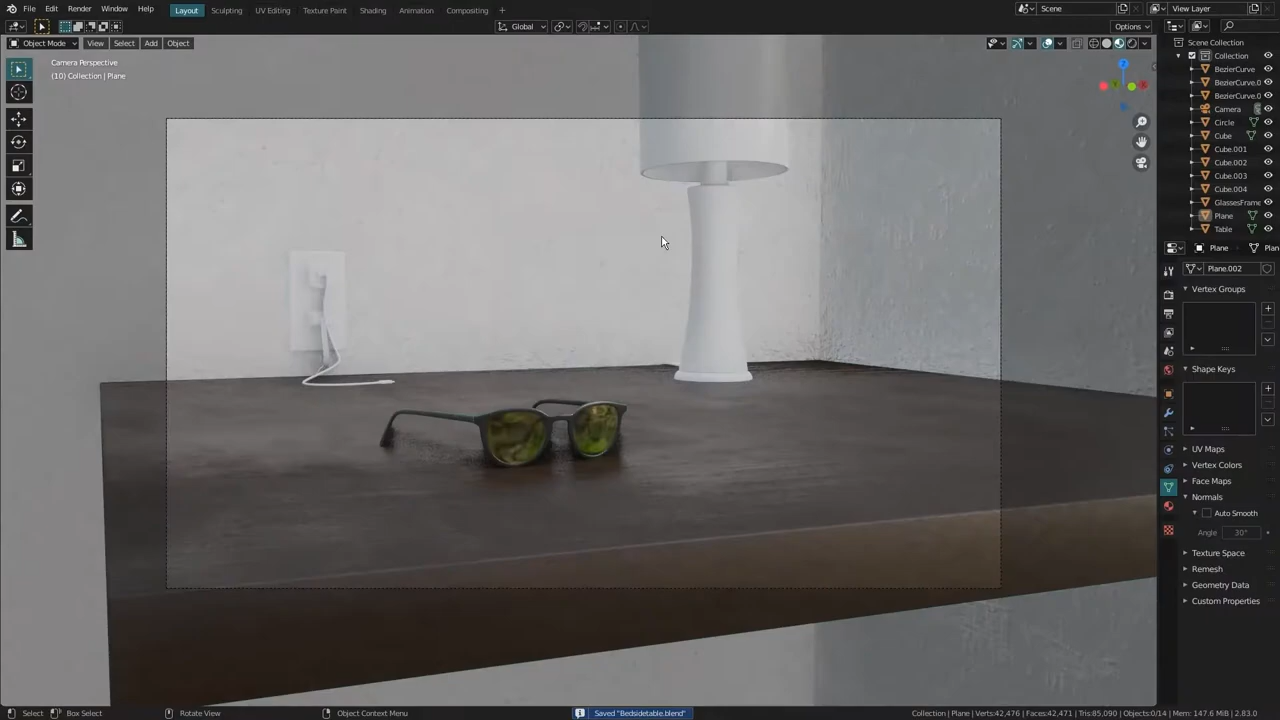 File Edit Render Window Help Layout Sculpting UV Editing Texture Paint Shading Animation Compositing + Scene View Layer
Global Options
Object Mode View Select Add Object
Camera Perspective
(10) Collection | Plane
Z
Y
X
Scene Collection
Collection
BezierCurve
BezierCurve.0
BezierCurve.0
Camera
Circle
Cube
Cube.001
Cube.002
Cube.003
Cube.004
GlassesFrame
Plane
Table
Plane Plan
Plane.002
Vertex Groups
Shape Keys
UV Maps
Vertex Colors
Face Maps
Normals
Auto Smooth
Angle 30°
Texture Space
Remesh
Geometry Data
Custom Properties
Select Box Select Rotate View Object Context Menu Saved "Bedsidetable.blend" Collection | Plane | Verts:42,476 | Faces:42,471 | Tris:85,090 | Objects:0/14 | Mem: 147.6 MiB | 2.83.0